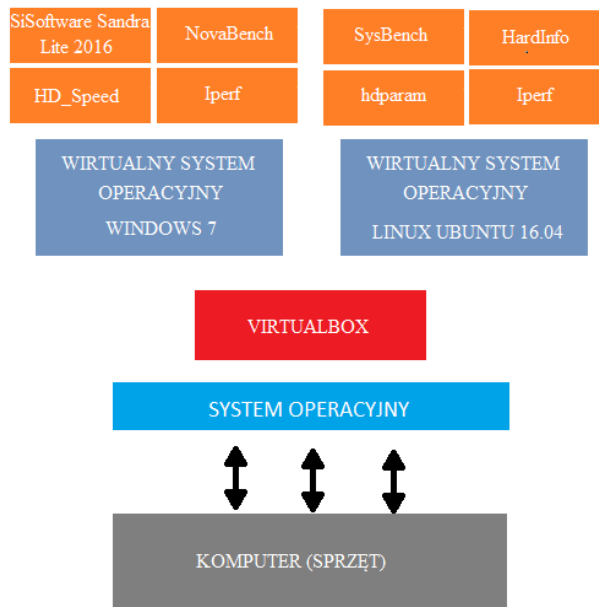 SiSoftware Sandra
Lite 2016
NovaBench
SysBench
HardInfo
HD_Speed
Iperf
hdparam
Iperf
WIRTUALNY SYSTEM
OPERACYJNY
WINDOWS 7
WIRTUALNY SYSTEM
OPERACYJNY
LINUX UBUNTU 16.04
VIRTUALBOX
SYSTEM OPERACYJNY
KOMPUTER (SPRZĘT)